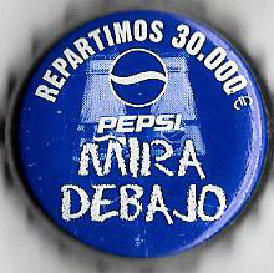 REPARTIMOS 30.000 €
PEPSI
MIRA
DEBAJO